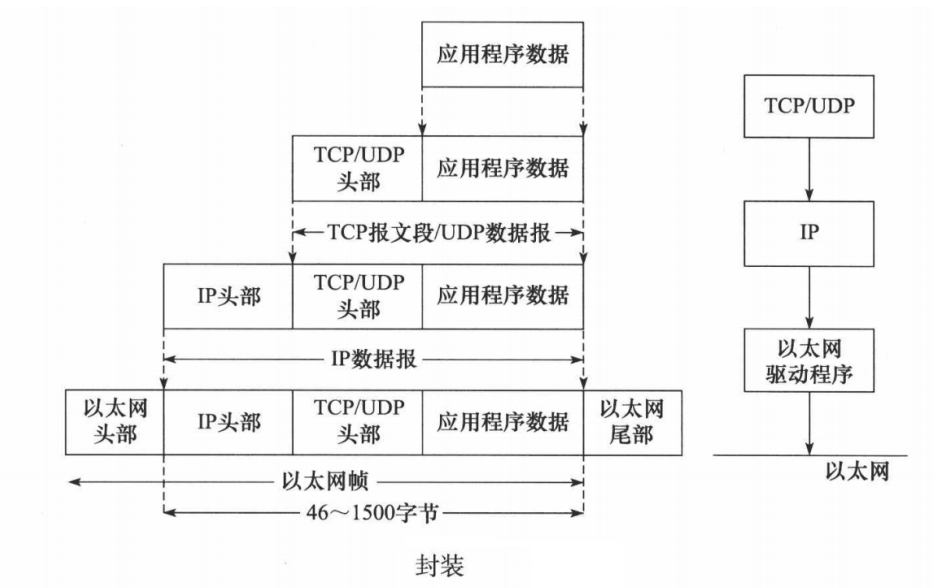 应用程序数据
TCP/UDP
头部
应用程序数据
TCP报文段/UDP数据报
IP头部
TCP/UDP
头部
应用程序数据
IP数据报
以太网
头部
IP头部
TCP/UDP
头部
应用程序数据
以太网
尾部
以太网帧
46～1500字节
TCP/UDP
IP
以太网
驱动程序
以太网
封装